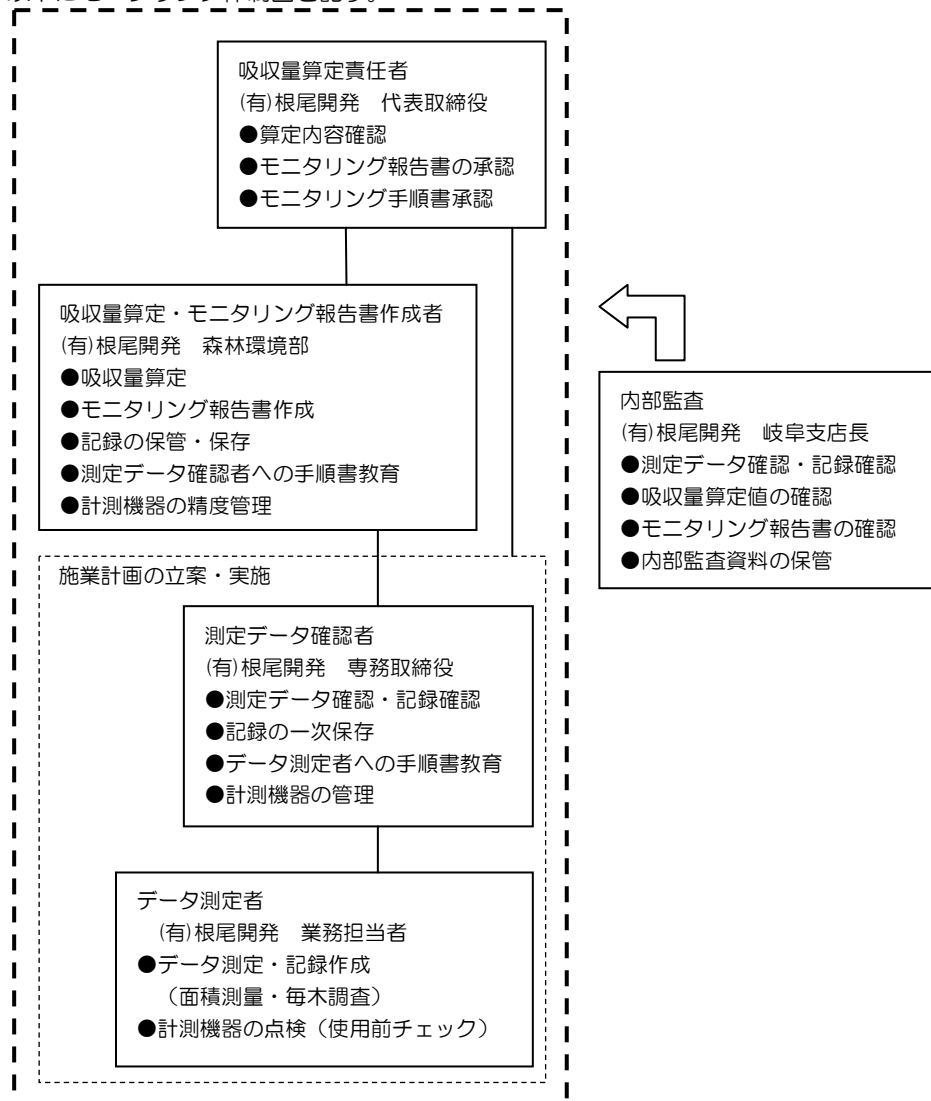 吸収量算定責任者
(有)根尾開発　代表取締役
●算定内容確認
●モニタリング報告書の承認
●モニタリング手順書承認
吸収量算定・モニタリング報告書作成者
(有)根尾開発　森林環境部
●吸収量算定
●モニタリング報告書作成
●記録の保管・保存
●測定データ確認者への手順書教育
●計測機器の精度管理
内部監査
(有)根尾開発　岐阜支店長
●測定データ確認・記録確認
●吸収量算定値の確認
●モニタリング報告書の確認
●内部監査資料の保管
施業計画の立案・実施
測定データ確認者
(有)根尾開発　専務取締役
●測定データ確認・記録確認
●記録の一次保存
●データ測定者への手順書教育
●計測機器の管理
データ測定者
(有)根尾開発　業務担当者
●データ測定・記録作成
（面積測量・毎木調査）
●計測機器の点検（使用前チェック）